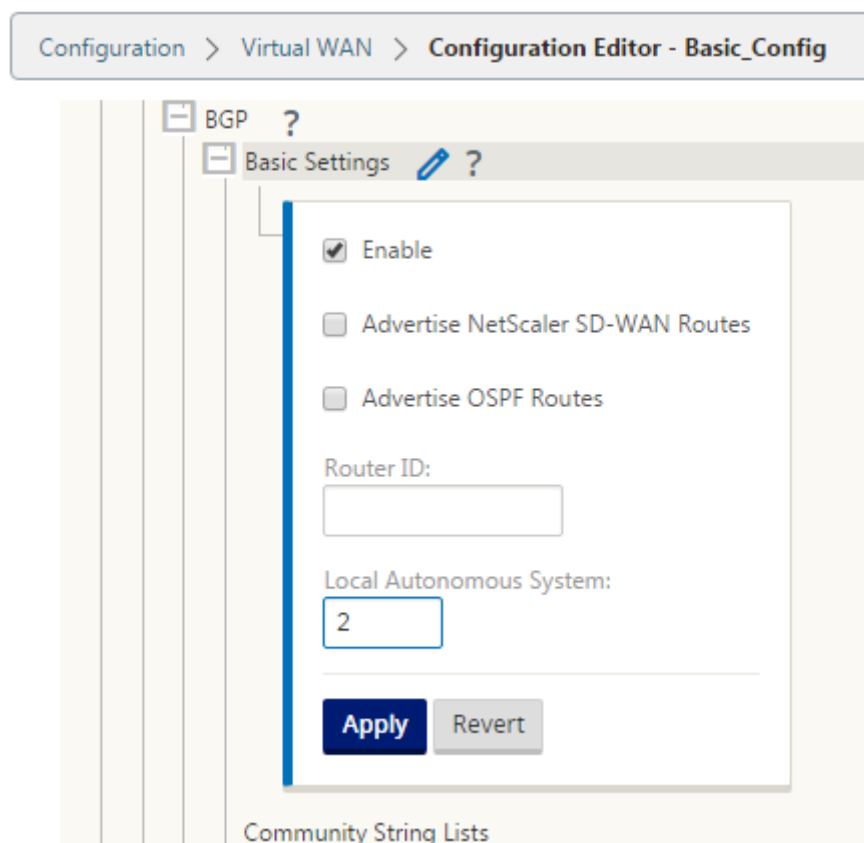 Configuration > Virtual WAN > Configuration Editor - Basic_Config
BGP ?
Basic Settings ?
Enable
Advertise NetScaler SD-WAN Routes
Advertise OSPF Routes
Router ID:
Local Autonomous System:
2
Apply Revert
Community String Lists